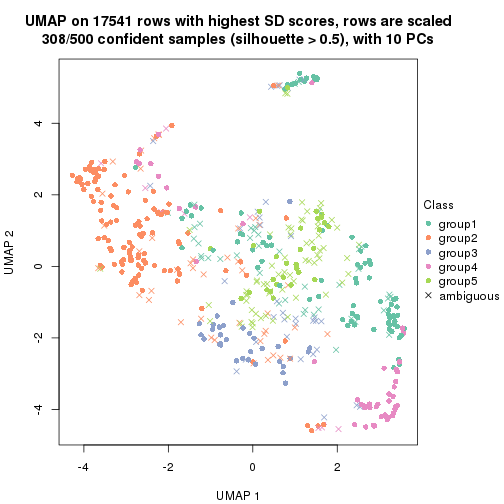 UMAP on 17541 rows with highest SD scores, rows are scaled
308/500 confident samples (silhouette > 0.5), with 10 PCs
4
2
0
-2
-4
UMAP 2
-4
-2
0
2
UMAP 1
Class
group1
group2
group3
group4
group5
ambiguous